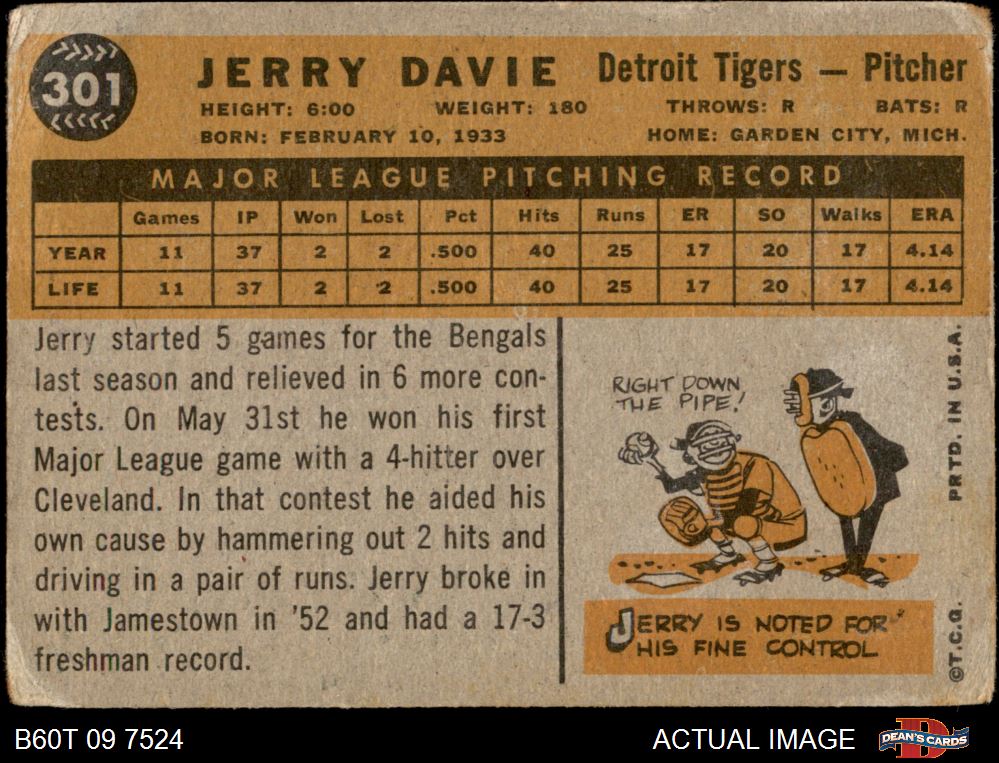 301
JERRY DAVIE Detroit Tigers — Pitcher
HEIGHT: 6:00 WEIGHT: 180 THROWS: R BATS: R
BORN: FEBRUARY 10, 1933 HOME: GARDEN CITY, MICH.
MAJOR LEAGUE PITCHING RECORD
Games IP Won Lost Pct Hits Runs ER SO Walks ERA
YEAR 11 37 2 2 .500 40 25 17 20 17 4.14
LIFE 11 37 2 2 .500 40 25 17 20 17 4.14
Jerry started 5 games for the Bengals
last season and relieved in 6 more con-
tests. On May 31st he won his first
Major League game with a 4-hitter over
Cleveland. In that contest he aided his
own cause by hammering out 2 hits and
driving in a pair of runs. Jerry broke in
with Jamestown in '52 and had a 17-3
freshman record.
RIGHT DOWN
THE PIPE!
JERRY IS NOTED FOR
HIS FINE CONTROL
©T.C.G. PRTD. IN U.S.A.
B60T 09 7524 ACTUAL IMAGE DEAN'S CARDS